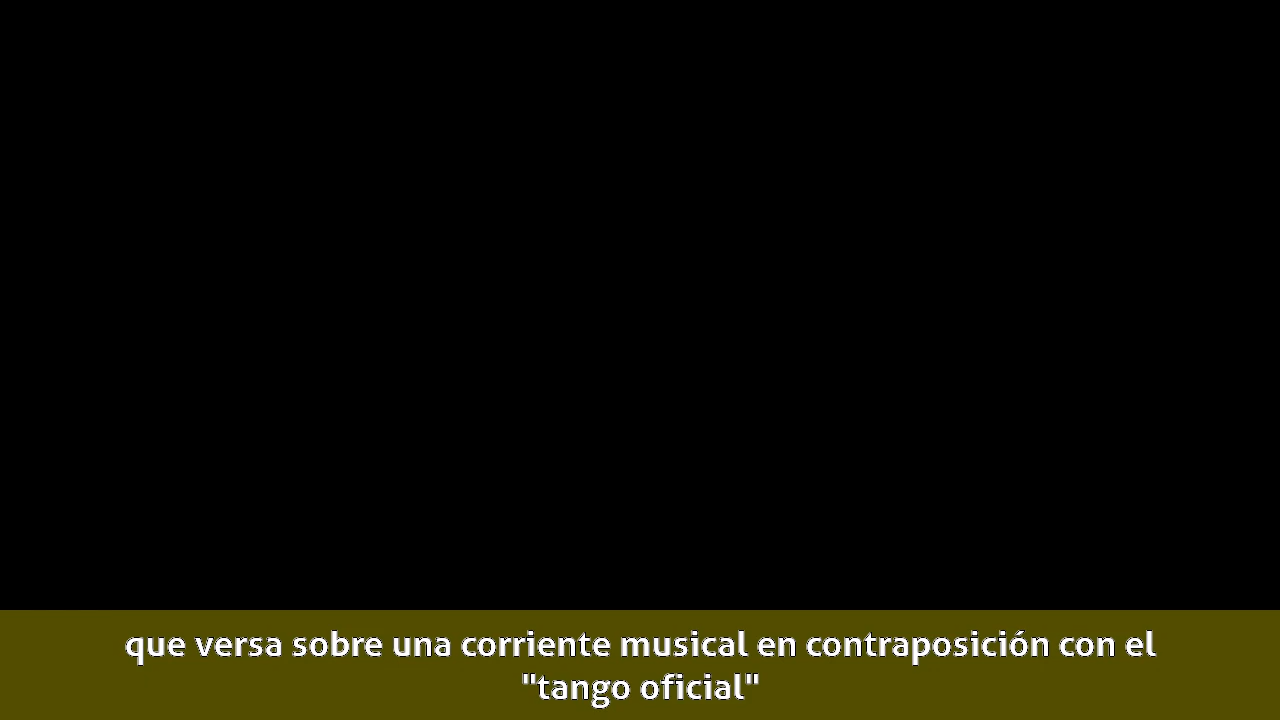 que versa sobre una corriente musical en contraposición con el
"tango oficial"